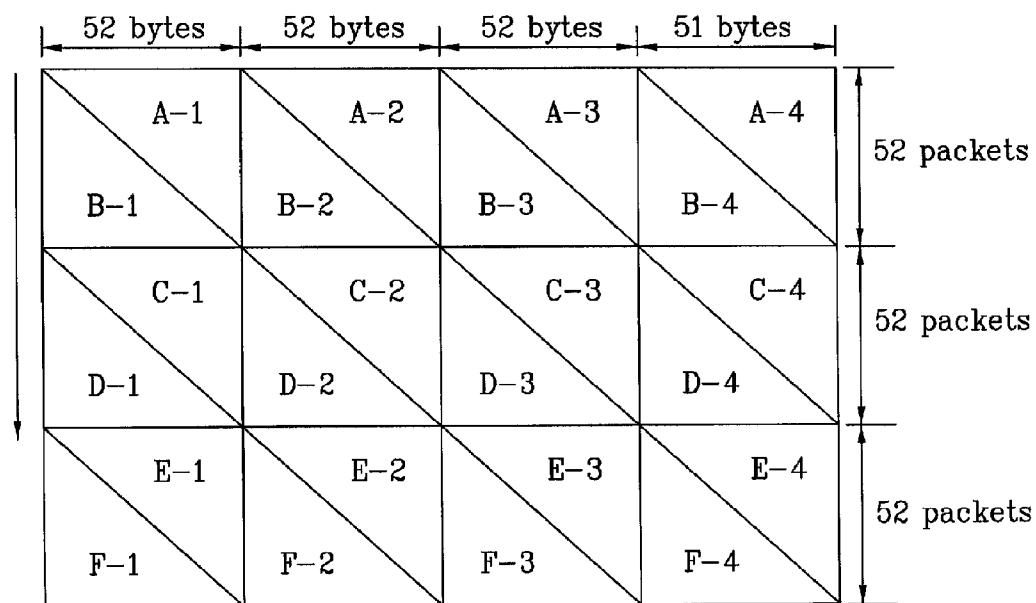 52 bytes 52 bytes 52 bytes 51 bytes
A-1 A-2 A-3 A-4
52 packets
B-1 B-2 B-3 B-4
C-1 C-2 C-3 C-4
52 packets
D-1 D-2 D-3 D-4
E-1 E-2 E-3 E-4
52 packets
F-1 F-2 F-3 F-4